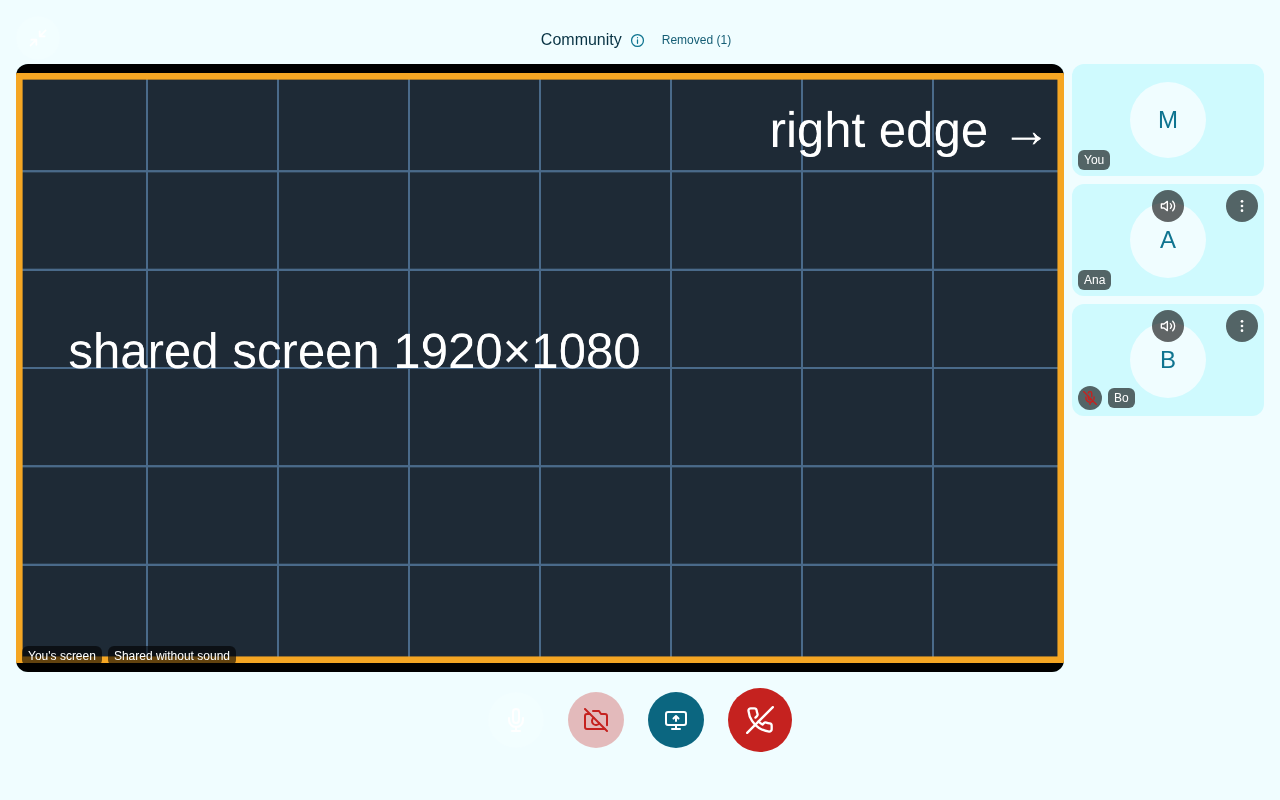 Community
Removed (1)
right edge →
shared screen 1920×1080
You's screen
Shared without sound
M
You
A
Ana
B
Bo